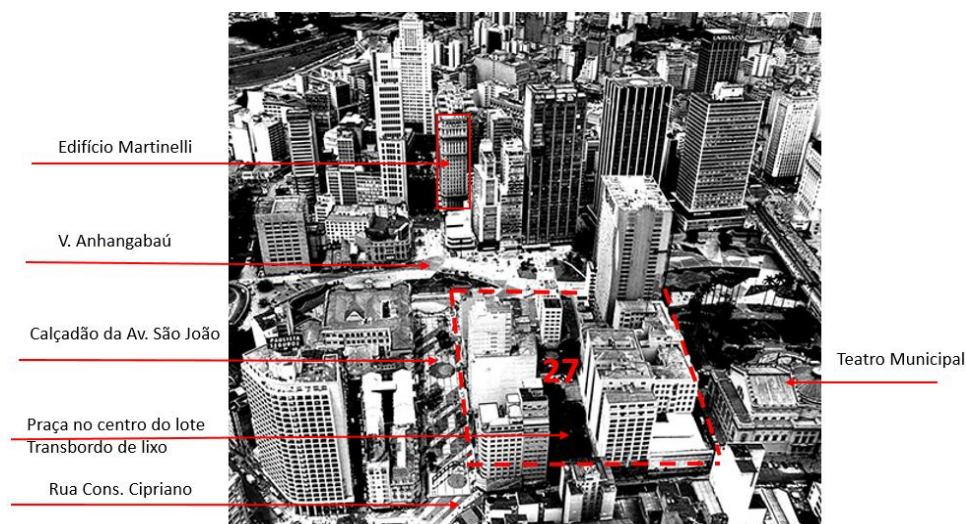 Edifício Martinelli
V. Anhangabaú
Calçadão da Av. São João
27
Teatro Municipal
Praça no centro do lote
Transbordo de lixo
Rua Cons. Cipriano